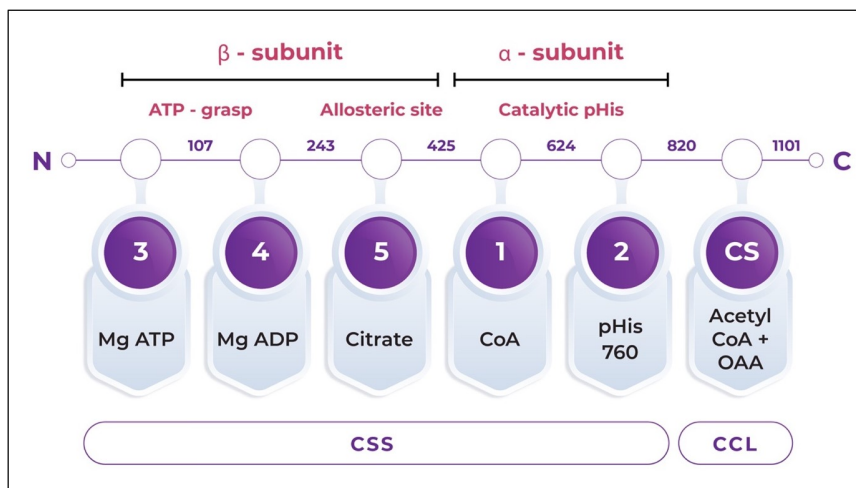 β - subunit
α - subunit
ATP - grasp
Allosteric site
Catalytic pHis
N
107
243
425
624
820
1101
C
3
4
5
1
2
CS
Mg ATP
Mg ADP
Citrate
CoA
pHis
760
Acetyl
CoA +
OAA
CSS
CCL